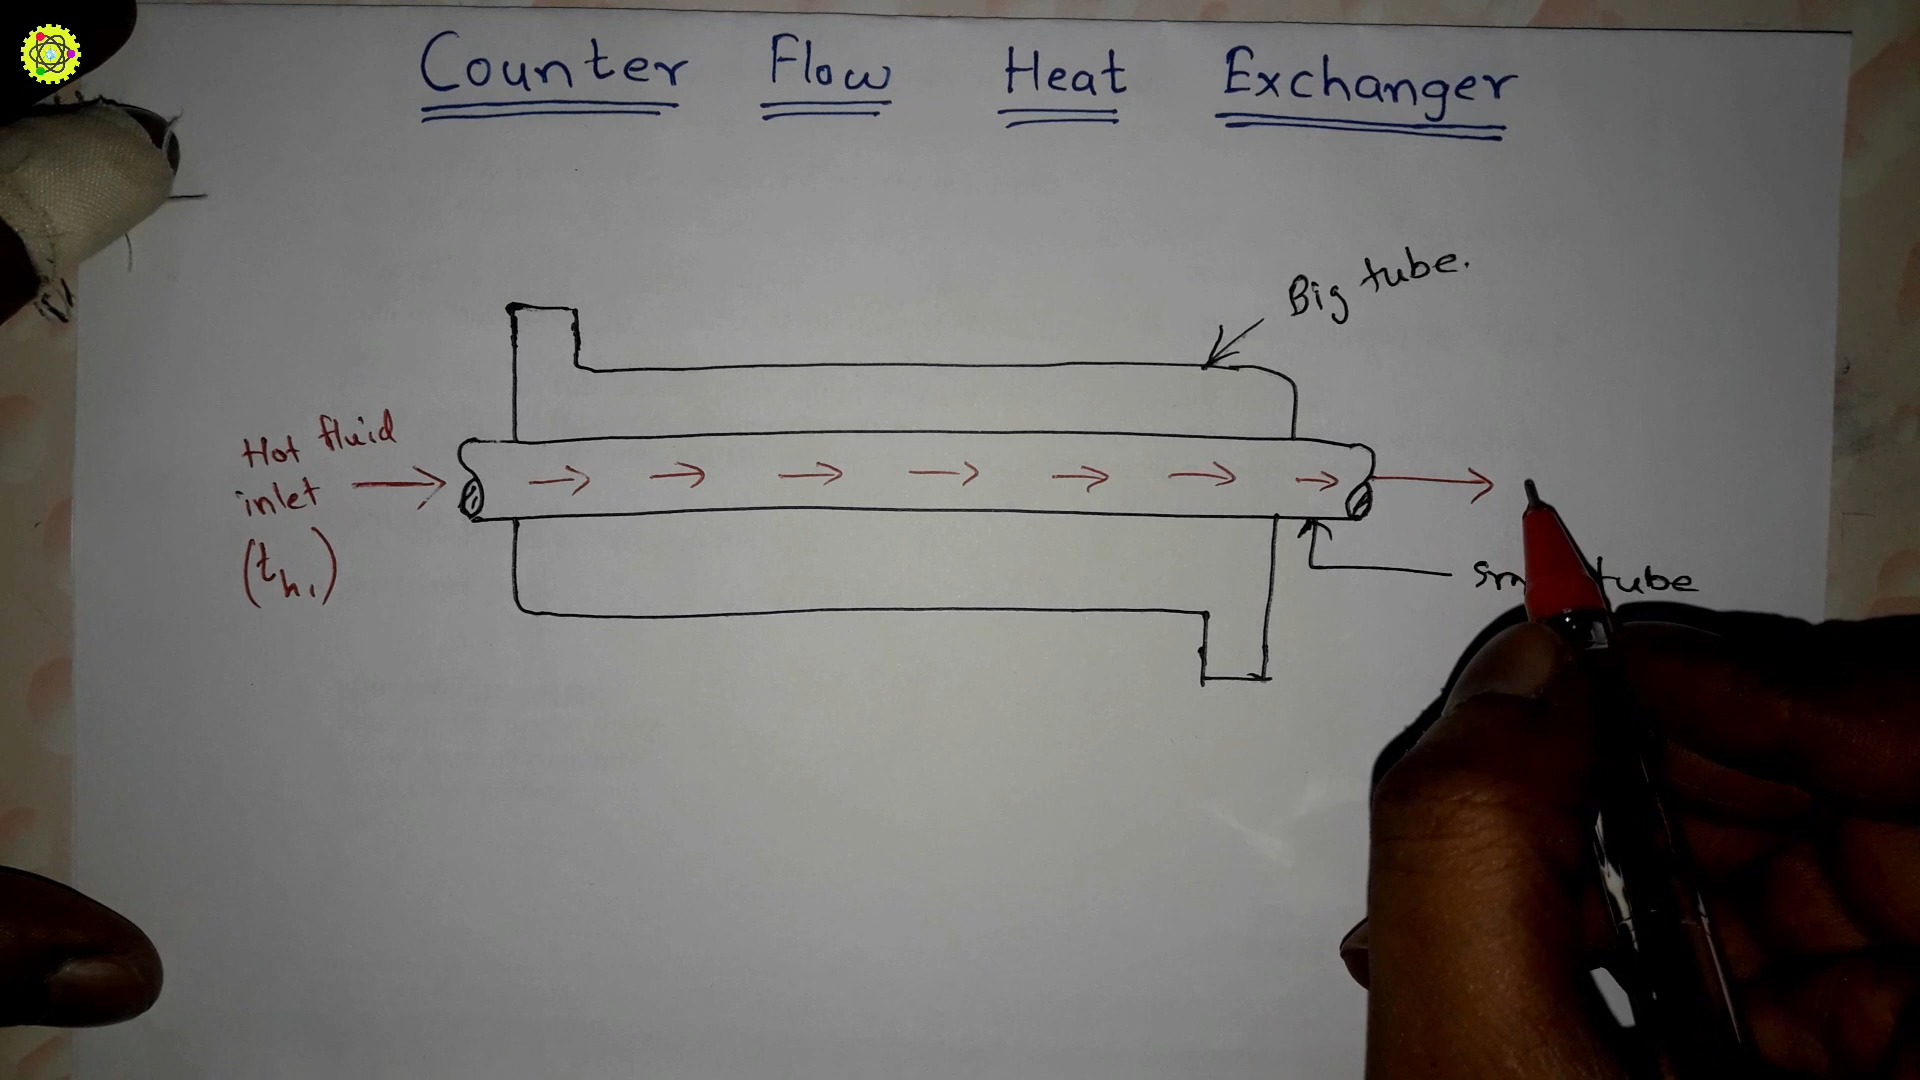 Counter Flow Heat Exchanger
Big tube.
Hot fluid
inlet
(th1)
tube